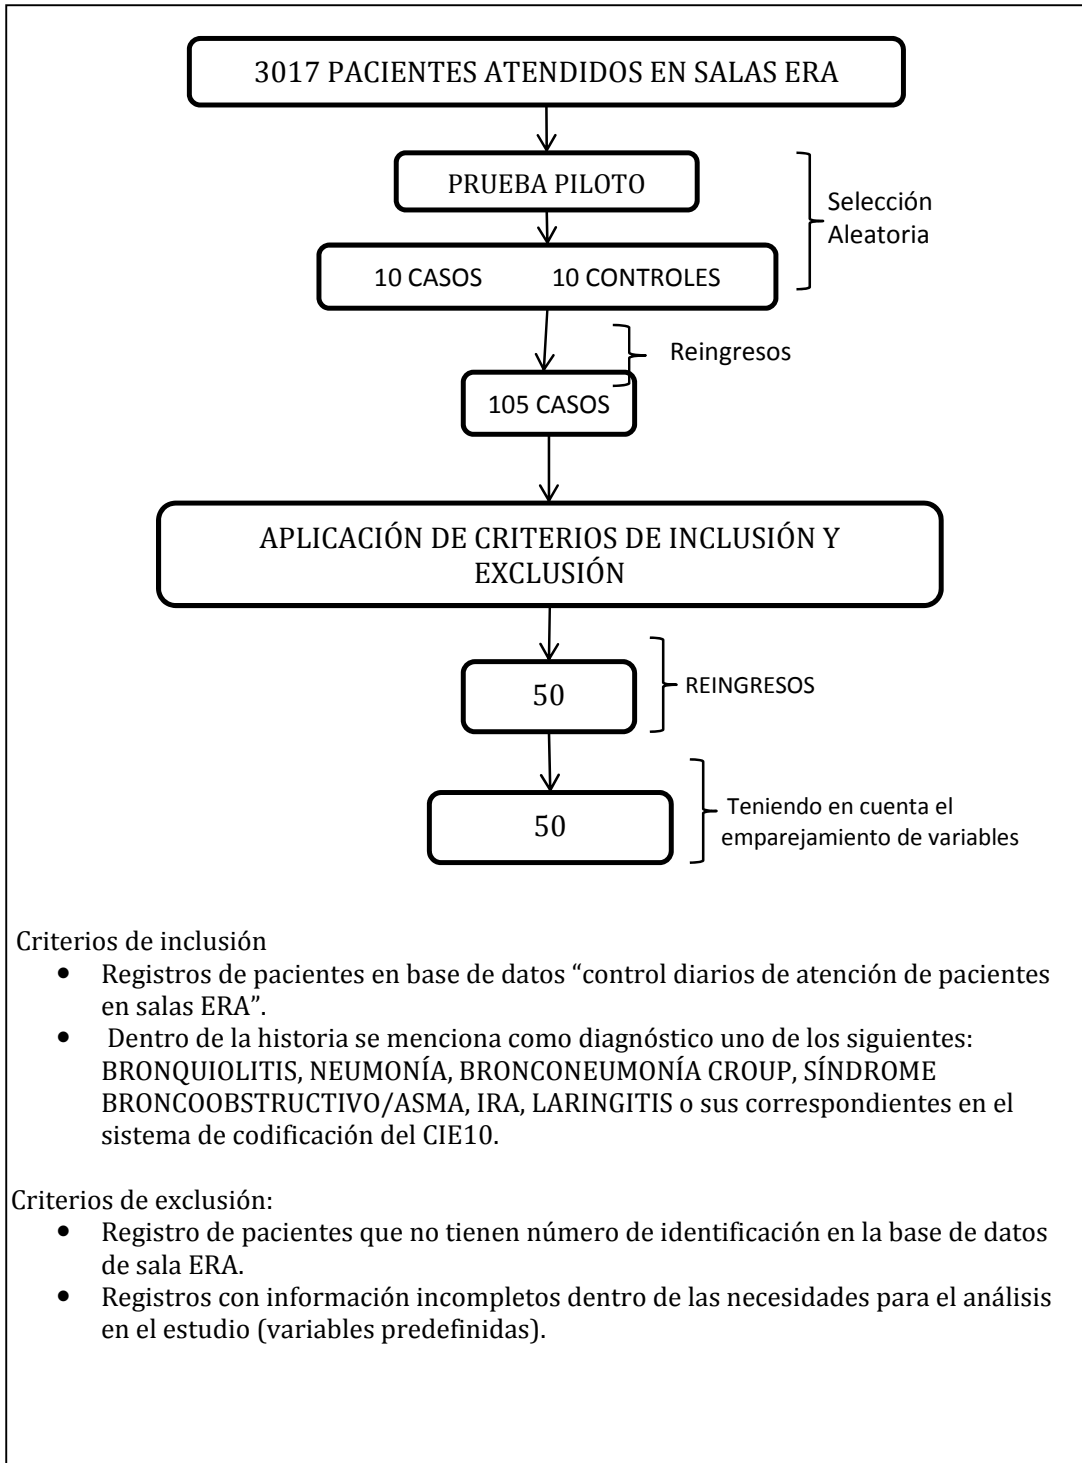 3017 PACIENTES ATENDIDOS EN SALAS ERA
PRUEBA PILOTO
Selección
Aleatoria
10 CASOS 10 CONTROLES
Reingresos
105 CASOS
APLICACIÓN DE CRITERIOS DE INCLUSIÓN Y
EXCLUSIÓN
50
REINGRESOS
50
Teniendo en cuenta el
emparejamiento de variables
Criterios de inclusión
• Registros de pacientes en base de datos “control diarios de atención de pacientes
en salas ERA”.
• Dentro de la historia se menciona como diagnóstico uno de los siguientes:
BRONQUIOLITIS, NEUMONÍA, BRONCONEUMONÍA CROUP, SÍNDROME
BRONCOOBSTRUCTIVO/ASMA, IRA, LARINGITIS o sus correspondientes en el
sistema de codificación del CIE10.
Criterios de exclusión:
• Registro de pacientes que no tienen número de identificación en la base de datos
de sala ERA.
• Registros con información incompletos dentro de las necesidades para el análisis
en el estudio (variables predefinidas).